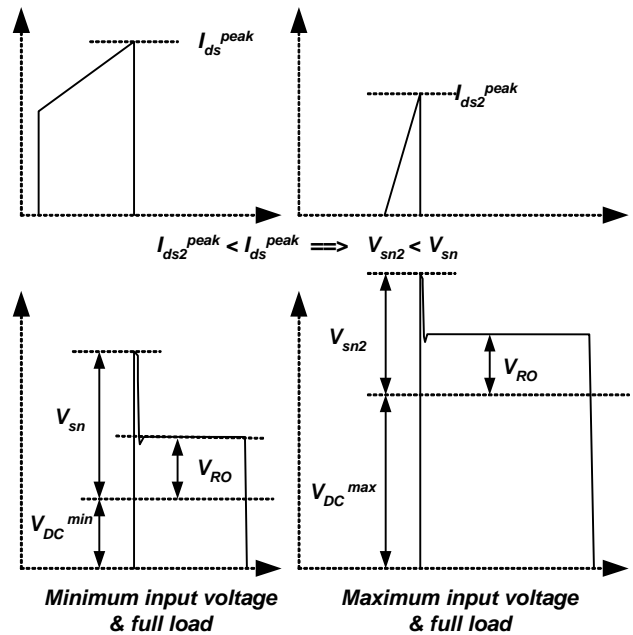 I_ds^peak
I_ds2^peak
I_ds2^peak < I_ds^peak ==> V_sn2 < V_sn
V_sn
V_RO
V_DC^min
V_sn2
V_RO
V_DC^max
Minimum input voltage
& full load
Maximum input voltage
& full load